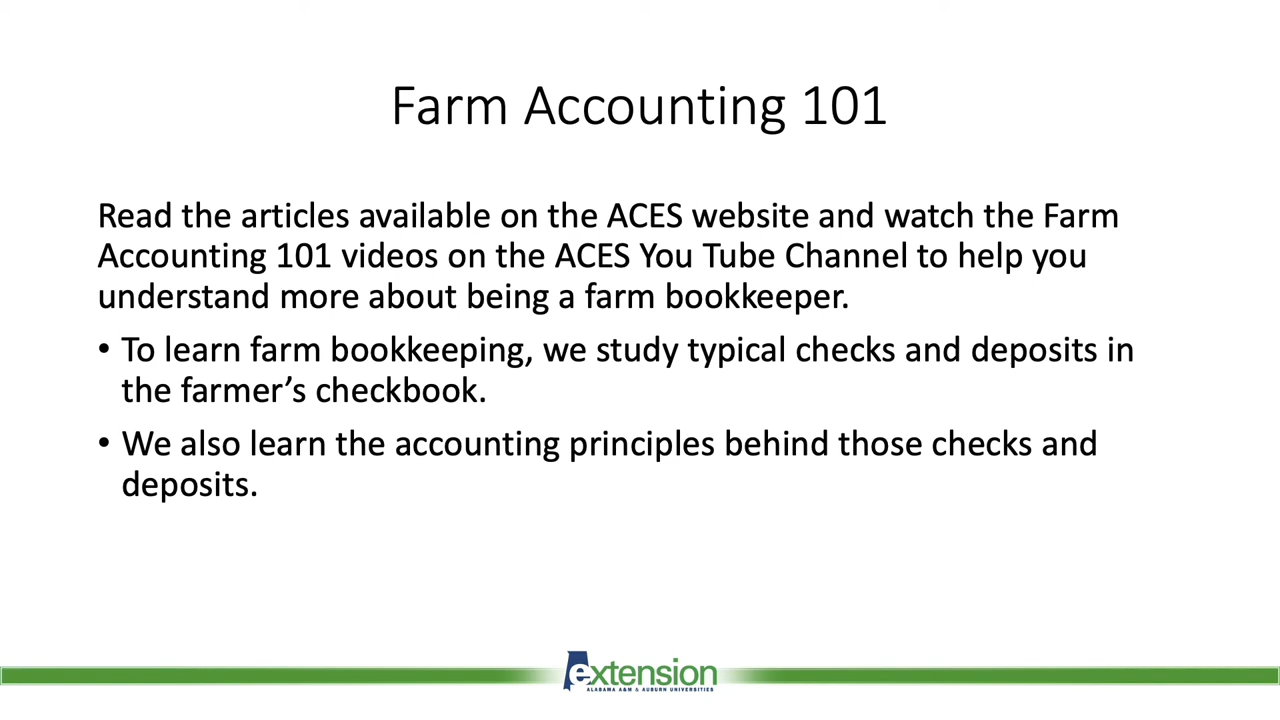 Farm Accounting 101
Read the articles available on the ACES website and watch the Farm
Accounting 101 videos on the ACES You Tube Channel to help you
understand more about being a farm bookkeeper.
• To learn farm bookkeeping, we study typical checks and deposits in
the farmer’s checkbook.
• We also learn the accounting principles behind those checks and
deposits.
extension
ALABAMA A&M & AUBURN UNIVERSITIES